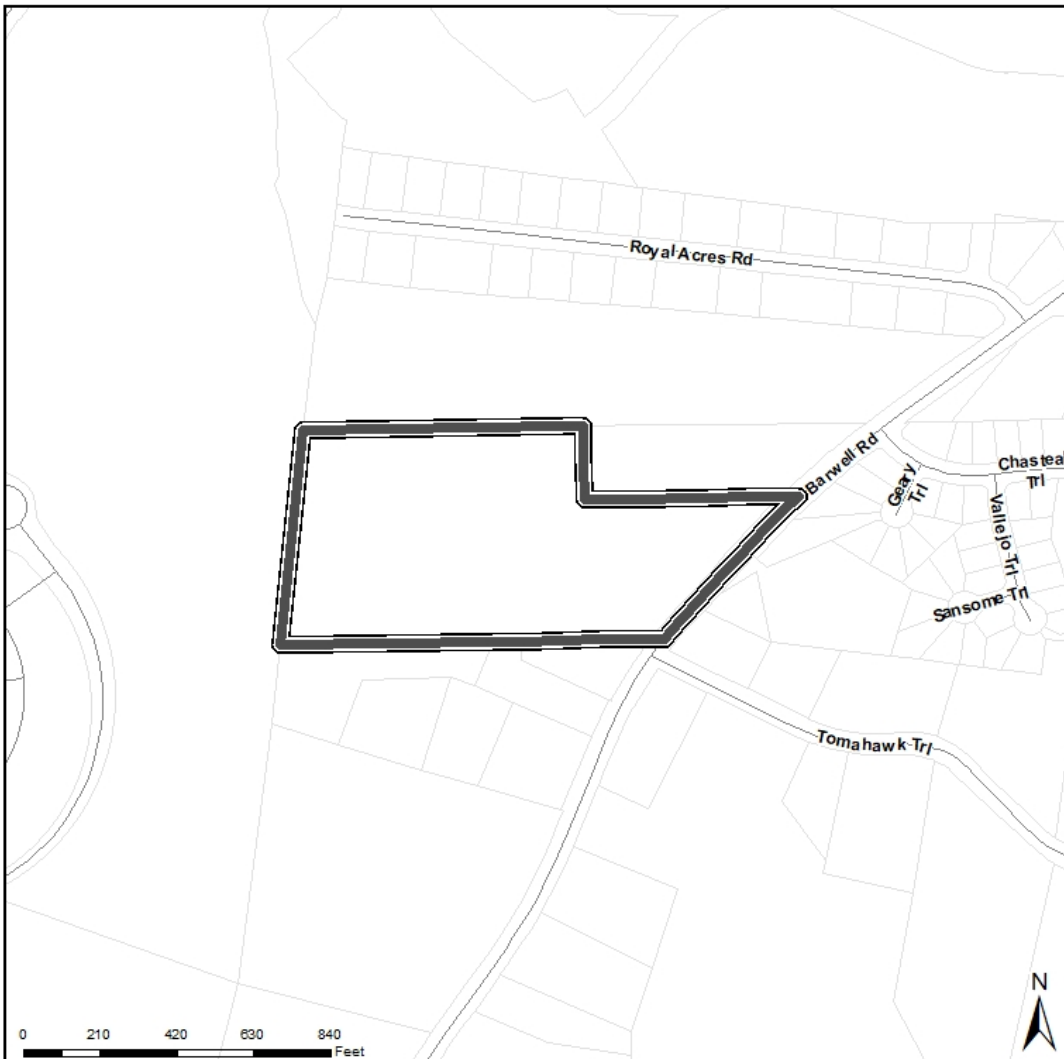 Royal Acres Rd
Barwell Rd
Geary
Trl
Chasteal
Trl
Vallejo Trl
Sansome Trl
Tomahawk Trl
N
0 210 420 630 840
Feet